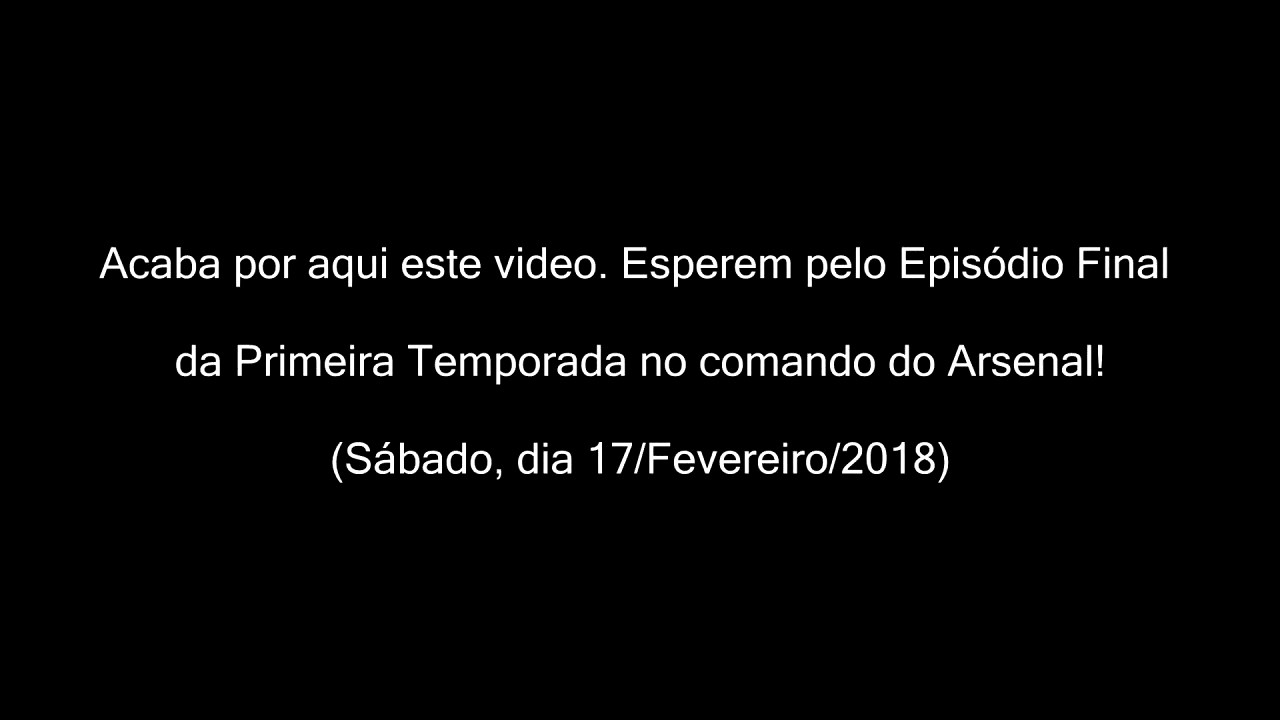 Acaba por aqui este video. Esperem pelo Episódio Final
da Primeira Temporada no comando do Arsenal!
(Sábado, dia 17/Fevereiro/2018)